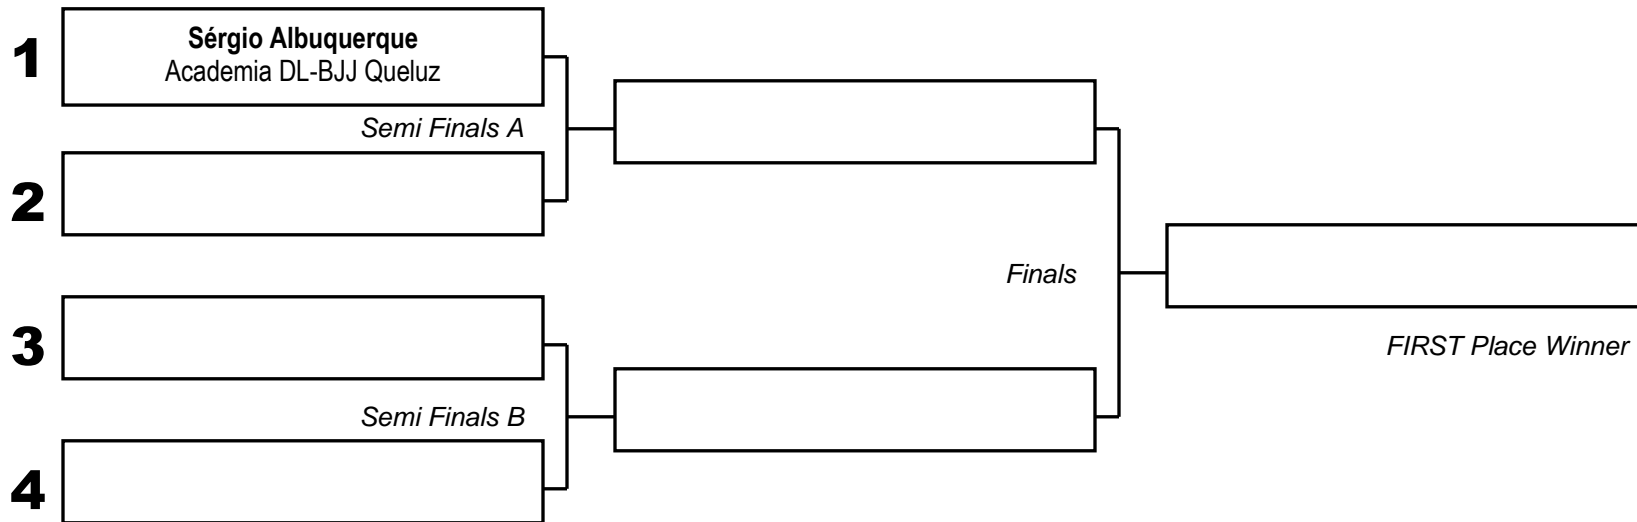 1
Sérgio Albuquerque
Academia DL-BJJ Queluz
Semi Finals A
2
Finals
3
FIRST Place Winner
Semi Finals B
4